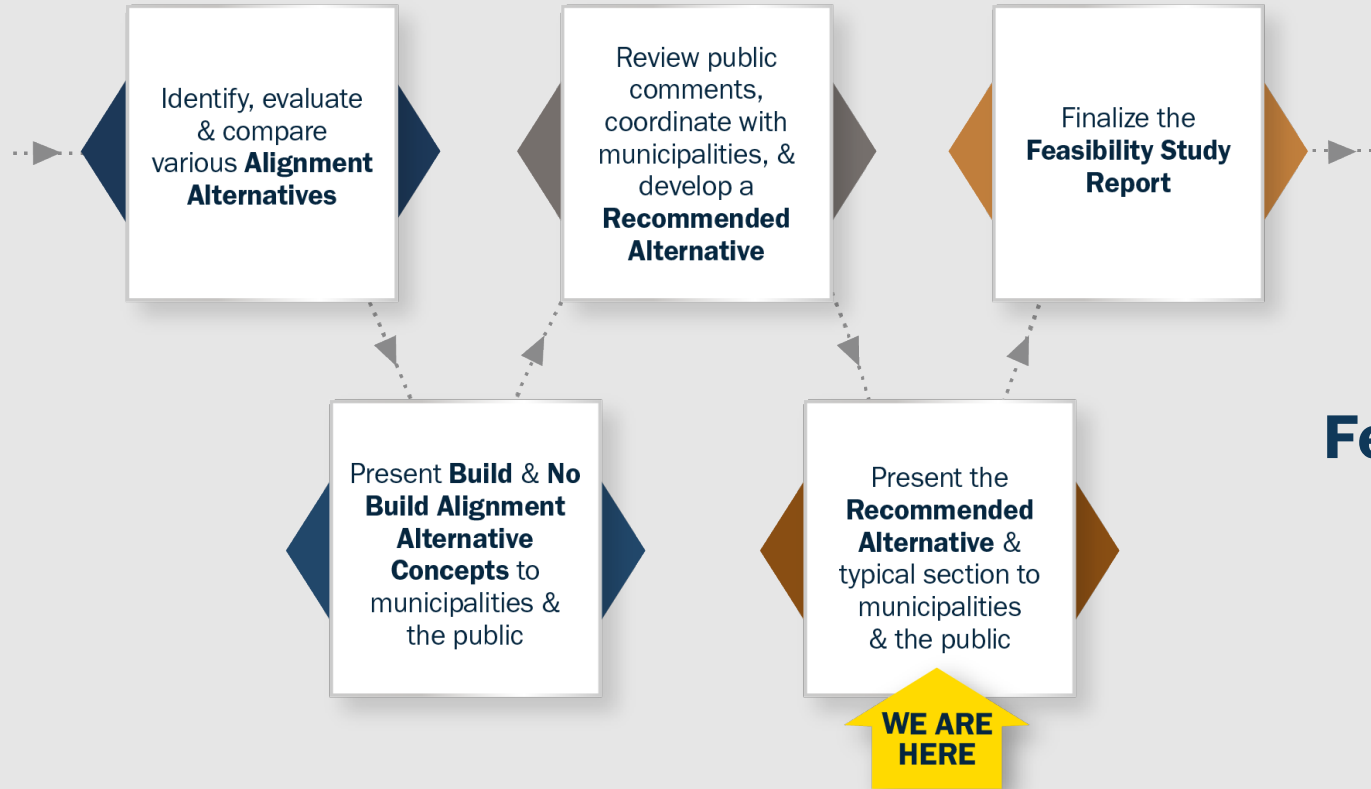 Identify, evaluate
& compare
various Alignment
Alternatives
Present Build & No
Build Alignment
Alternative
Concepts to
municipalities &
the public
Review public
comments,
coordinate with
municipalities, &
develop a
Recommended
Alternative
Present the
Recommended
Alternative &
typical section to
municipalities
& the public
WE ARE
HERE
Finalize the
Feasibility Study
Report